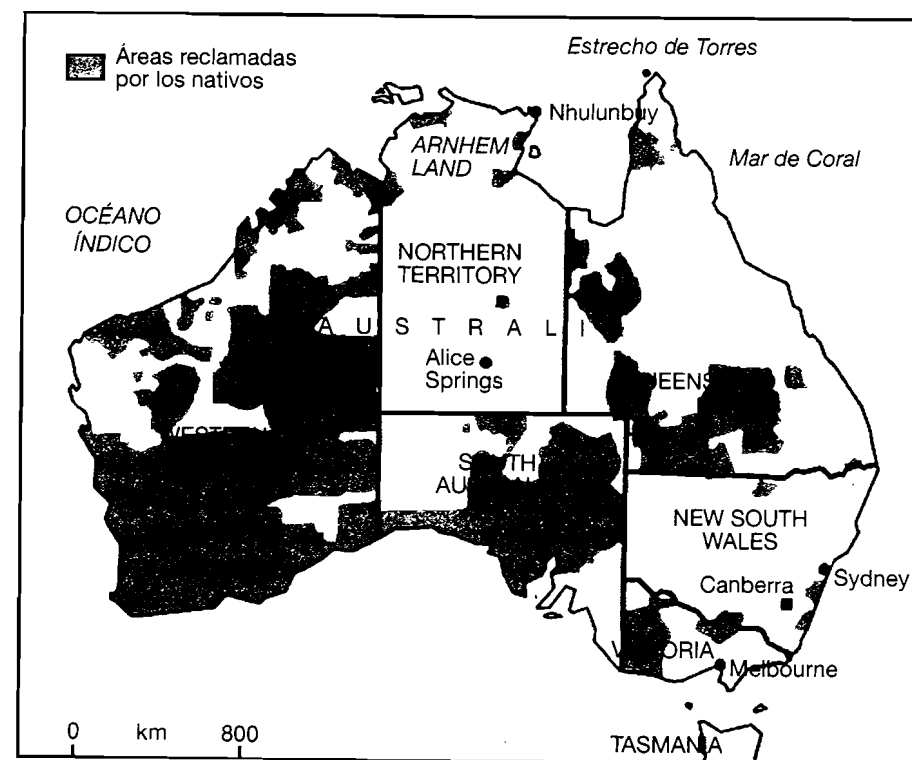 Áreas reclamadas
por los nativos
Estrecho de Torres
Nhulunbuy
ARNHEM
LAND
Mar de Coral
OCÉANO
ÍNDICO
NORTHERN
TERRITORY
A U S T R A L I
Alice
Springs
NEW SOUTH
WALES
Canberra
Sydney
Melbourne
0 km 800
TASMANIA